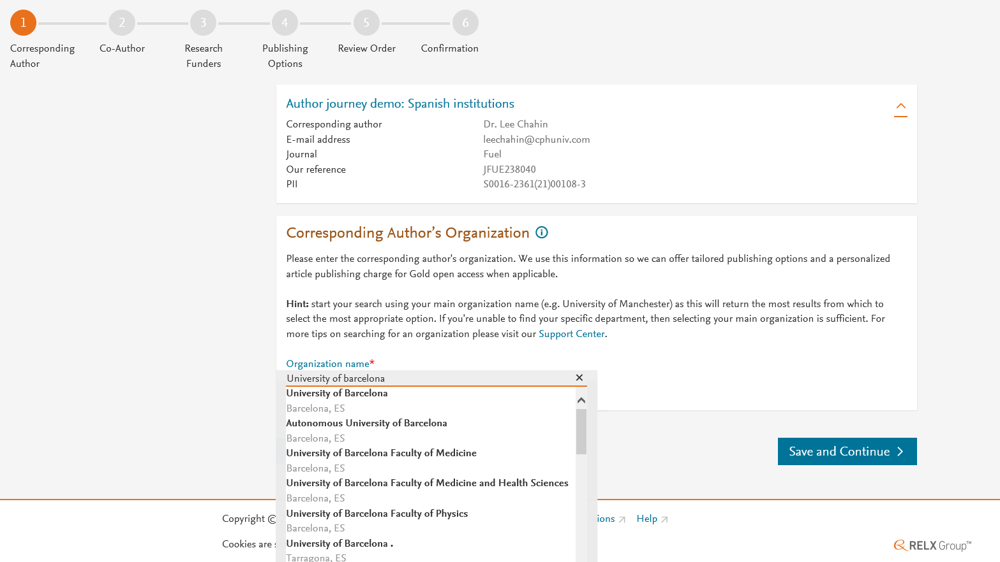 1 2 3 4 5 6
Corresponding Author
Co-Author
Research Funders
Publishing Options
Review Order
Confirmation
Author journey demo: Spanish institutions
Corresponding author Dr. Lee Chahin
E-mail address leechahin@cphuniv.com
Journal Fuel
Our reference JFUE238040
PII S0016-2361(21)00108-3
Corresponding Author's Organization
Please enter the corresponding author's organization. We use this information so we can offer tailored publishing options and a personalized
article publishing charge for Gold open access when applicable.
Hint: start your search using your main organization name (e.g. University of Manchester) as this will return the most results from which to
select the most appropriate option. If you're unable to find your specific department, then selecting your main organization is sufficient. For
more tips on searching for an organization please visit our Support Center.
Organization name*
University of barcelona
University of Barcelona
Barcelona, ES
Autonomous University of Barcelona
Barcelona, ES
University of Barcelona Faculty of Medicine
Barcelona, ES
University of Barcelona Faculty of Medicine and Health Sciences
Barcelona, ES
University of Barcelona Faculty of Physics
Barcelona, ES
University of Barcelona .
Tarragona, ES
Save and Continue
Copyright © ions Help
Cookies are
RELX Group™